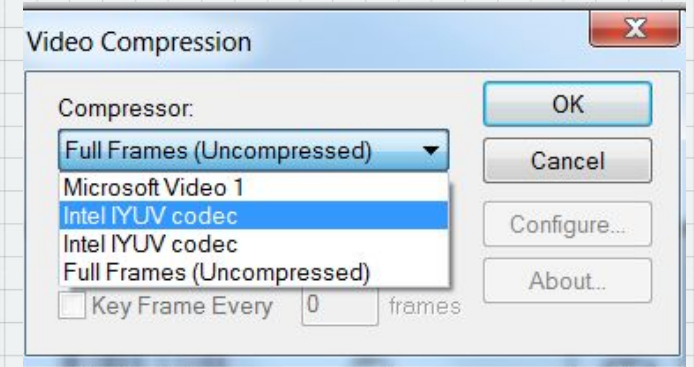 Video Compression
X
Compressor:
OK
Full Frames (Uncompressed)
Cancel
Microsoft Video 1
Intel IYUV codec
Configure...
Intel IYUV codec
Full Frames (Uncompressed)
About...
Key Frame Every 0 frames